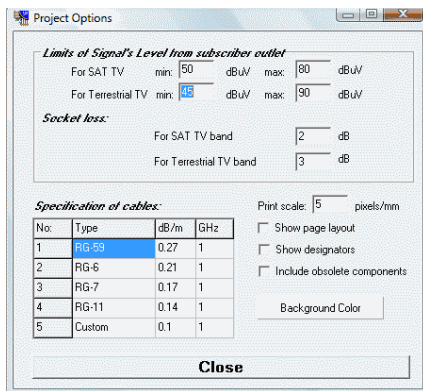 Project Options
Limits of Signal's Level from subscriber outlet
For SAT TV min: 50 dBuV max: 80 dBuV
For Terrestrial TV min: 45 dBuV max: 90 dBuV
Socket loss:
For SAT TV band 2 dB
For Terrestrial TV band 3 dB
Specification of cables:
Print scale: 5 pixels/mm
No: Type dB/m GHz
1 RG-59 0.27 1
2 RG-6 0.21 1
3 RG-7 0.17 1
4 RG-11 0.14 1
5 Custom 0.1 1
Show page layout
Show designators
Include obsolete components
Background Color
Close